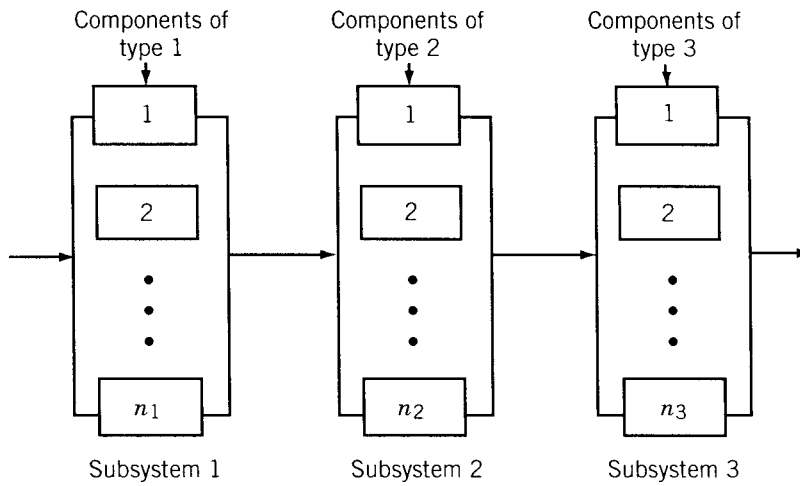 Components of
type 1
Components of
type 2
Components of
type 3
1
1
1
2
2
2
n1
n2
n3
Subsystem 1
Subsystem 2
Subsystem 3